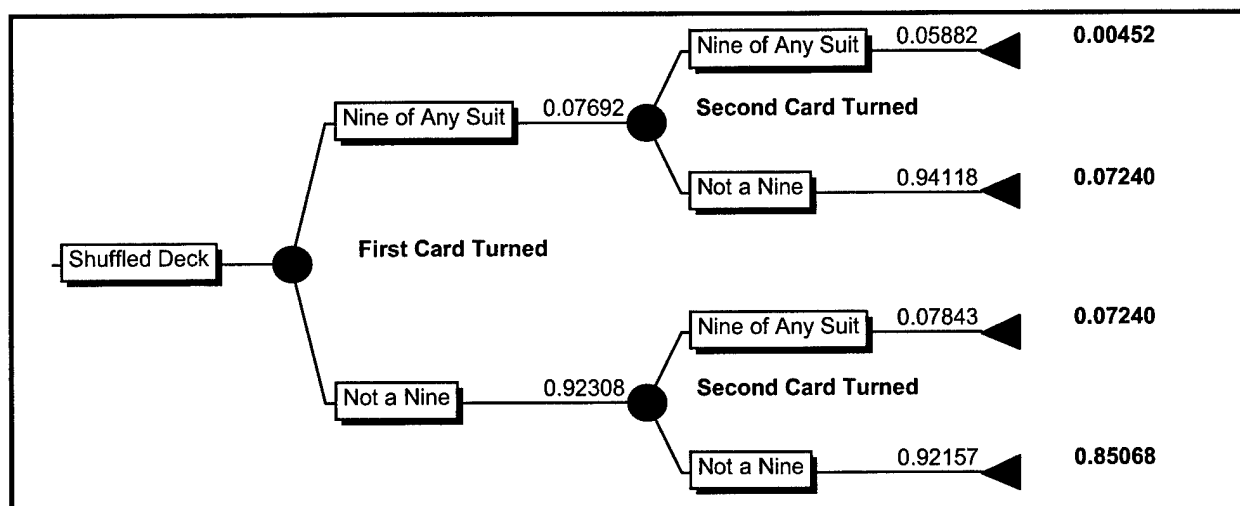 Nine of Any Suit 0.05882 0.00452
Nine of Any Suit 0.07692 Second Card Turned
Not a Nine 0.94118 0.07240
Shuffled Deck First Card Turned
Nine of Any Suit 0.07843 0.07240
Not a Nine 0.92308 Second Card Turned
Not a Nine 0.92157 0.85068